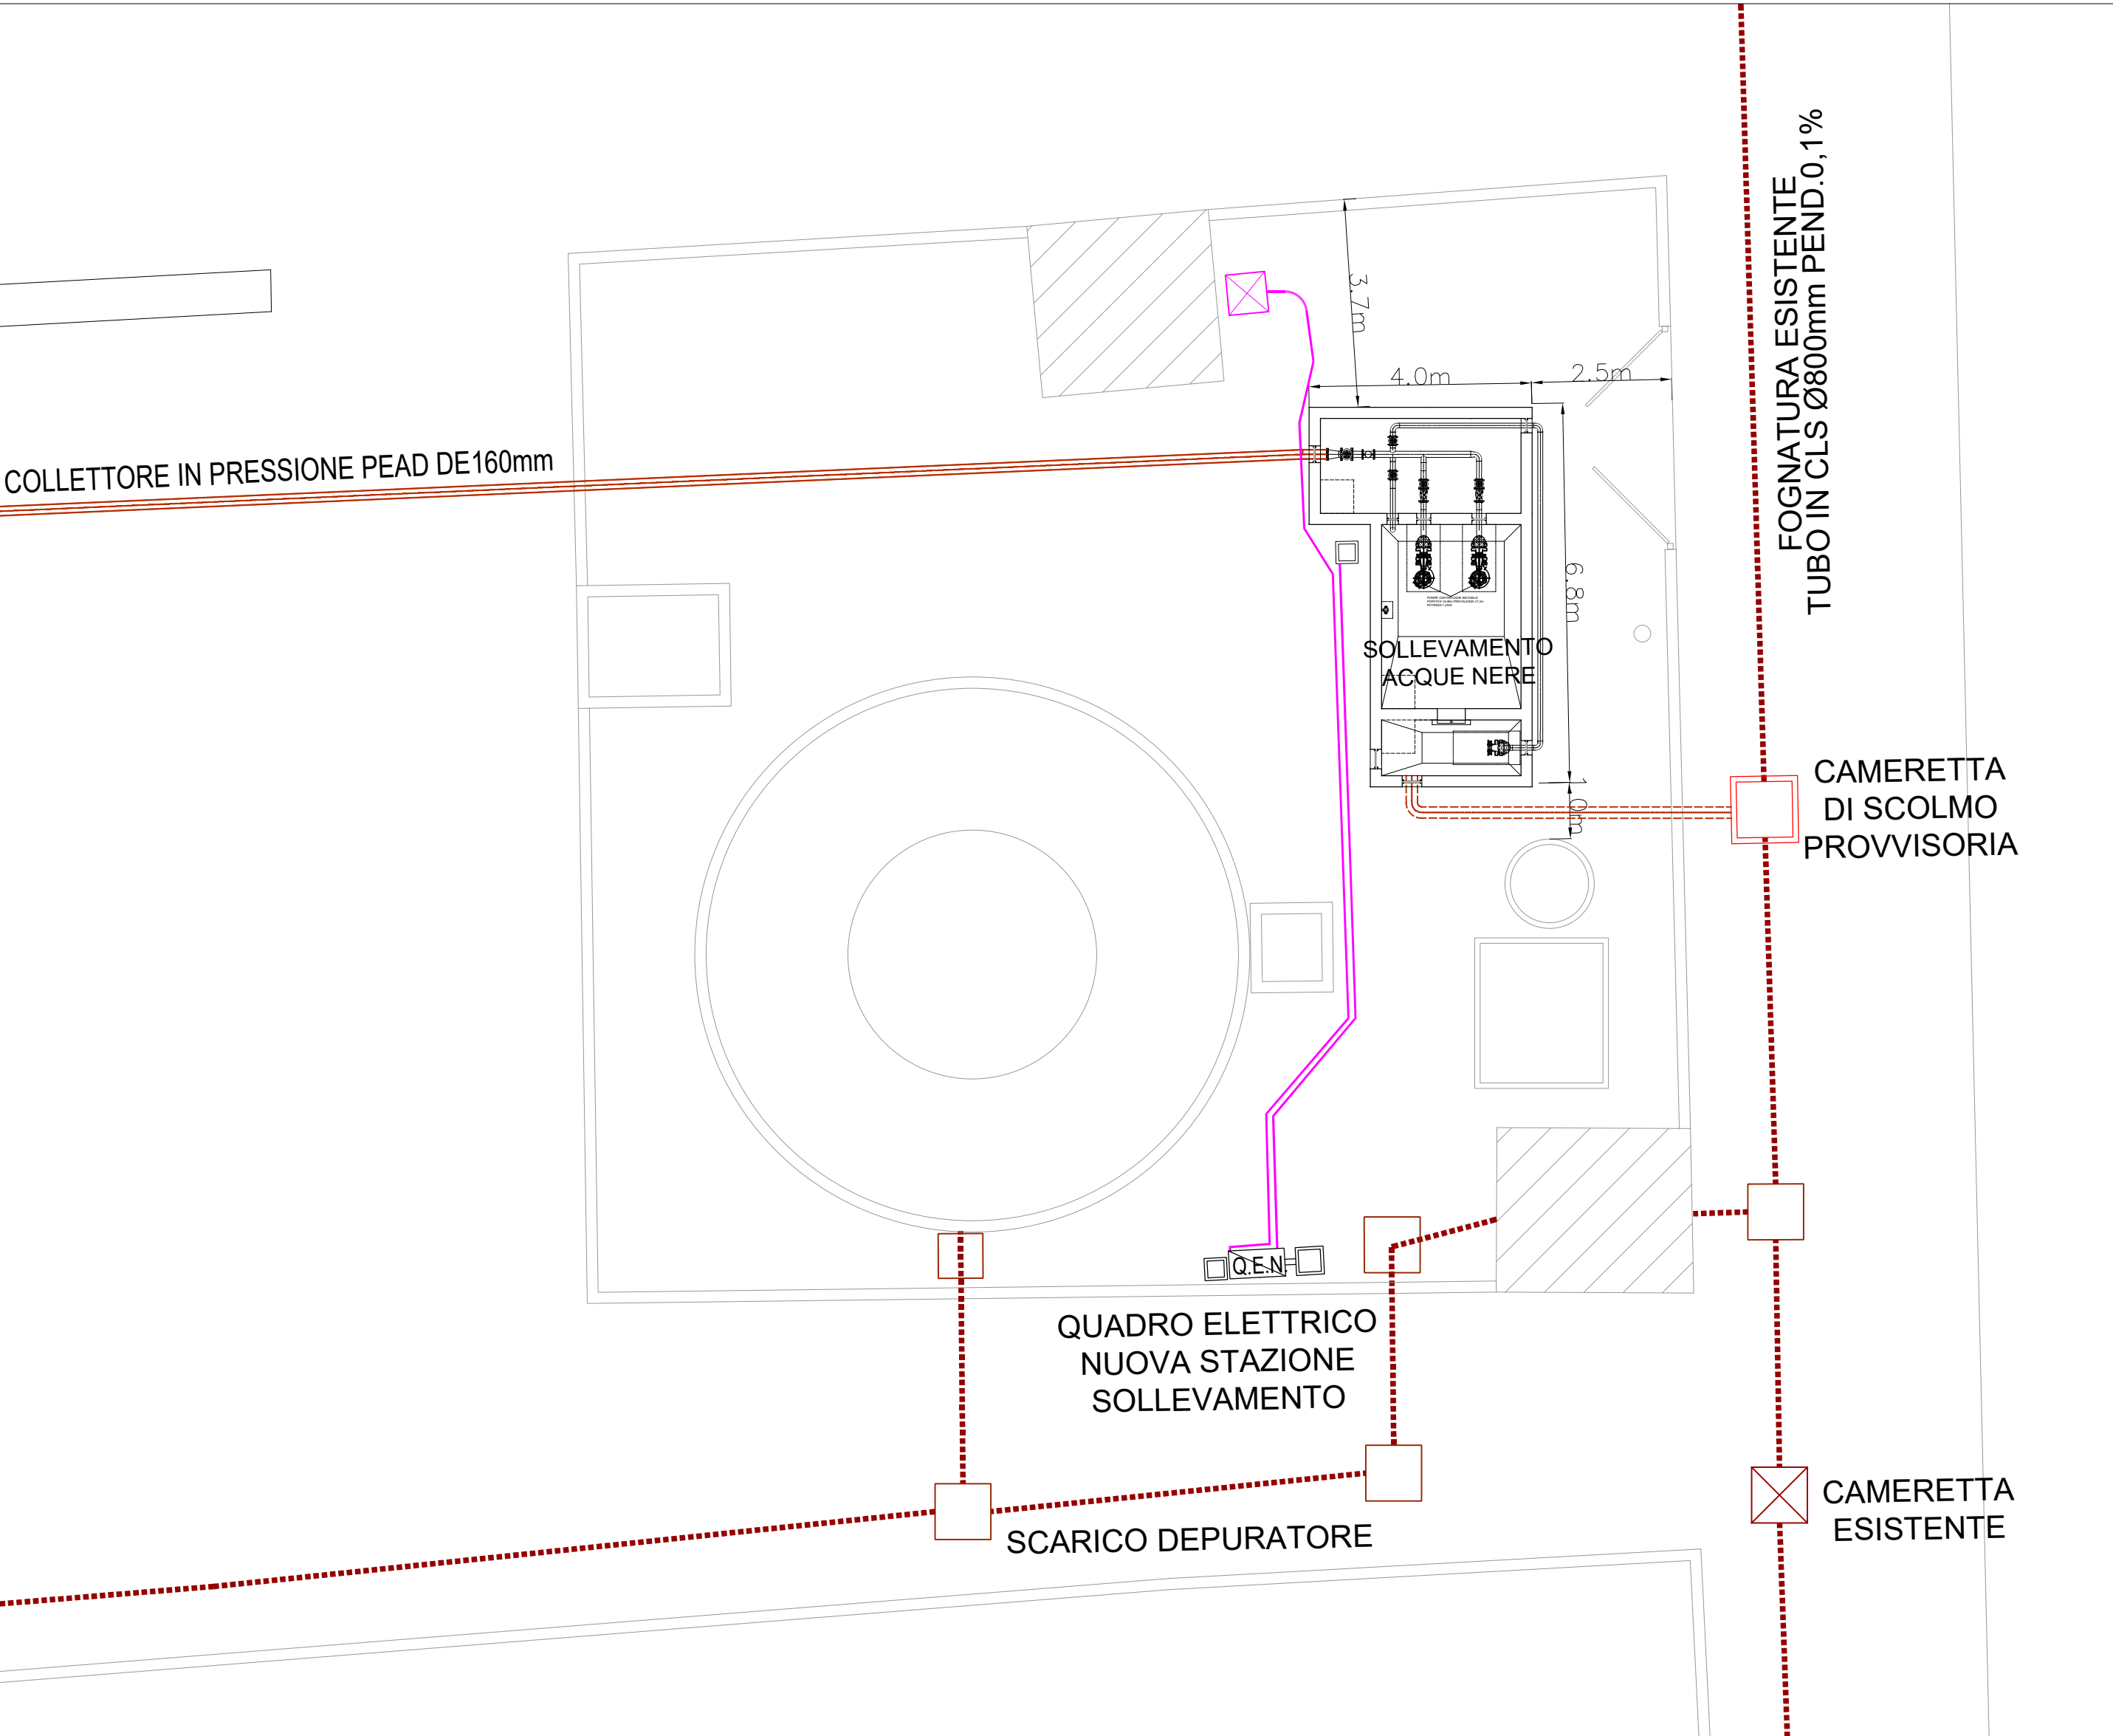 FOGNATURA ESISTENTE
TUBO IN CLS Ø800mm PEND.0,1%
3.7m
4.0m
2.5m
COLLETTORE IN PRESSIONE PEAD DE160mm
6.8m
SOLLEVAMENTO
ACQUE NERE
1.0m
CAMERETTA
DI SCOLMO
PROVVISORIA
Q.E.N.
QUADRO ELETTRICO
NUOVA STAZIONE
SOLLEVAMENTO
CAMERETTA
ESISTENTE
SCARICO DEPURATORE